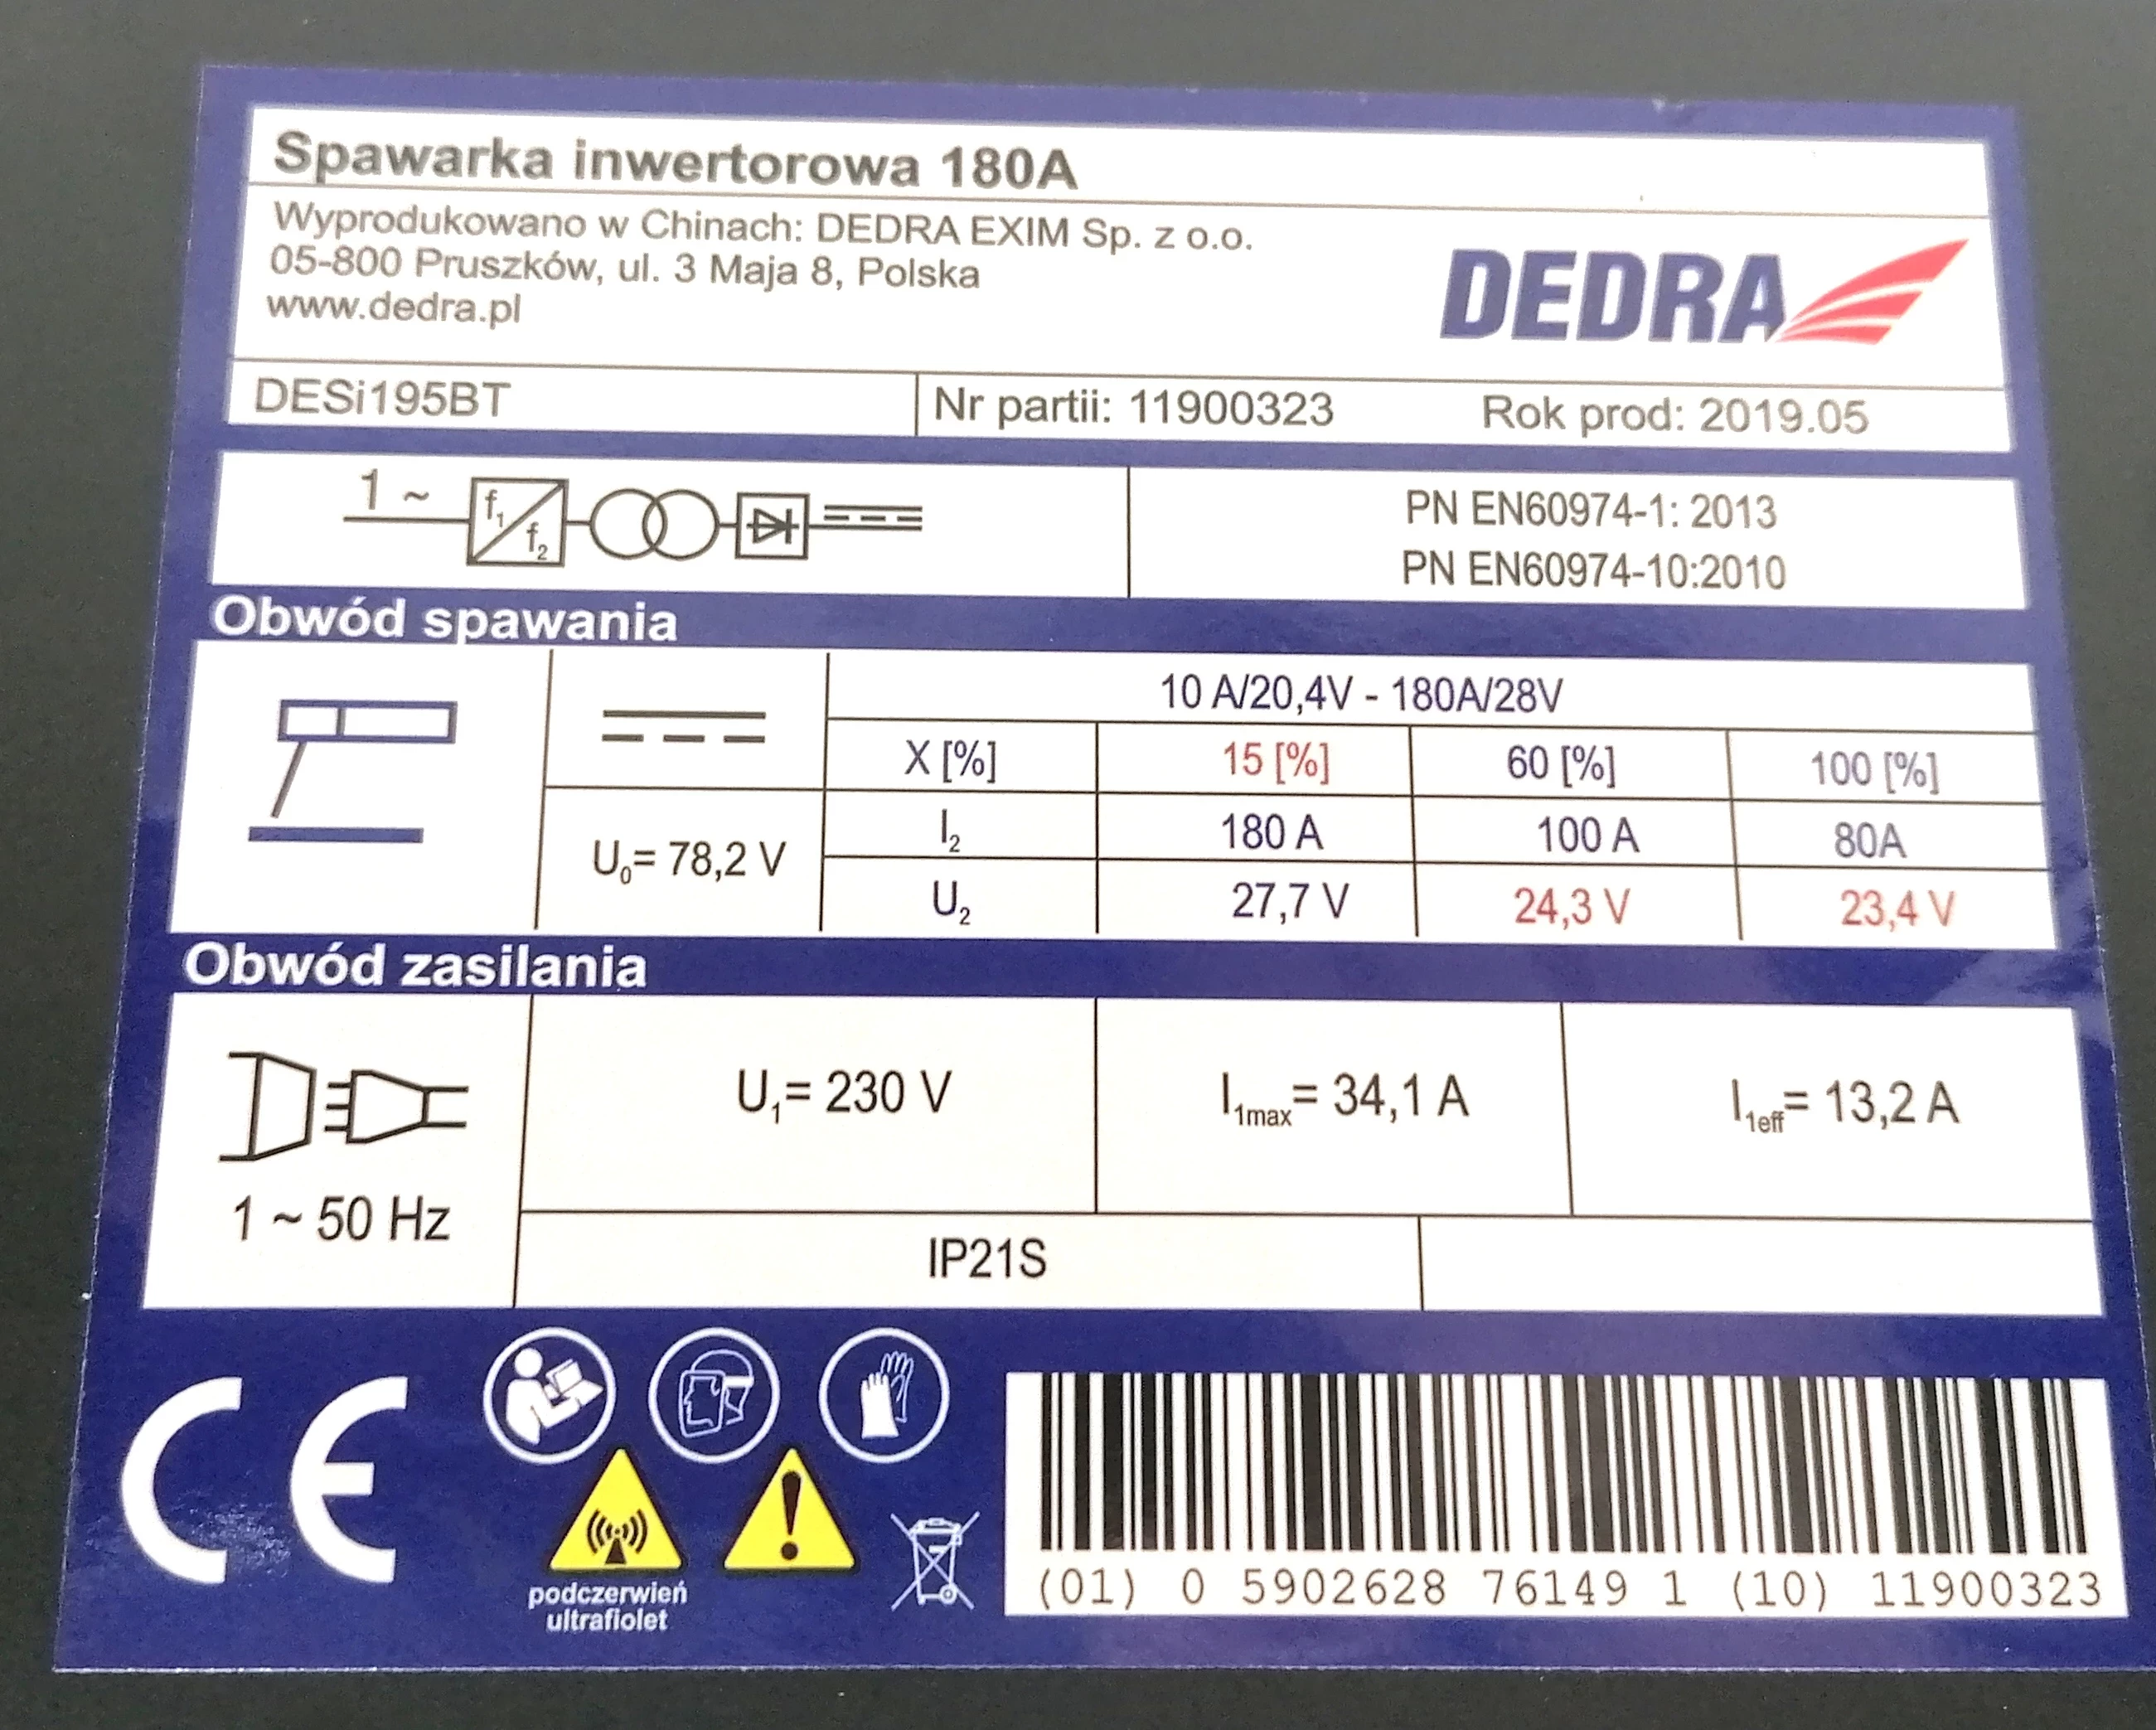 Spawarka inwertorowa 180A
Wyprodukowano w Chinach: DEDRA EXIM Sp. z o.o.
05-800 Pruszków, ul. 3 Maja 8, Polska
www.dedra.pl
DEDRA
DESi195BT Nr partii: 11900323 Rok prod: 2019.05
1 ~ f₁ f₂
PN EN60974-1: 2013
PN EN60974-10:2010
Obwód spawania
10 A/20,4V - 180A/28V
X [%] 15 [%] 60 [%] 100 [%]
U₀= 78,2 V
I₂ 180 A 100 A 80A
U₂ 27,7 V 24,3 V 23,4 V
Obwód zasilania
U₁= 230 V I₁max= 34,1 A I₁eff= 13,2 A
1 ~ 50 Hz
IP21S
CE
podczerwień
ultrafiolet
(01) 0 5902628 76149 1 (10) 11900323